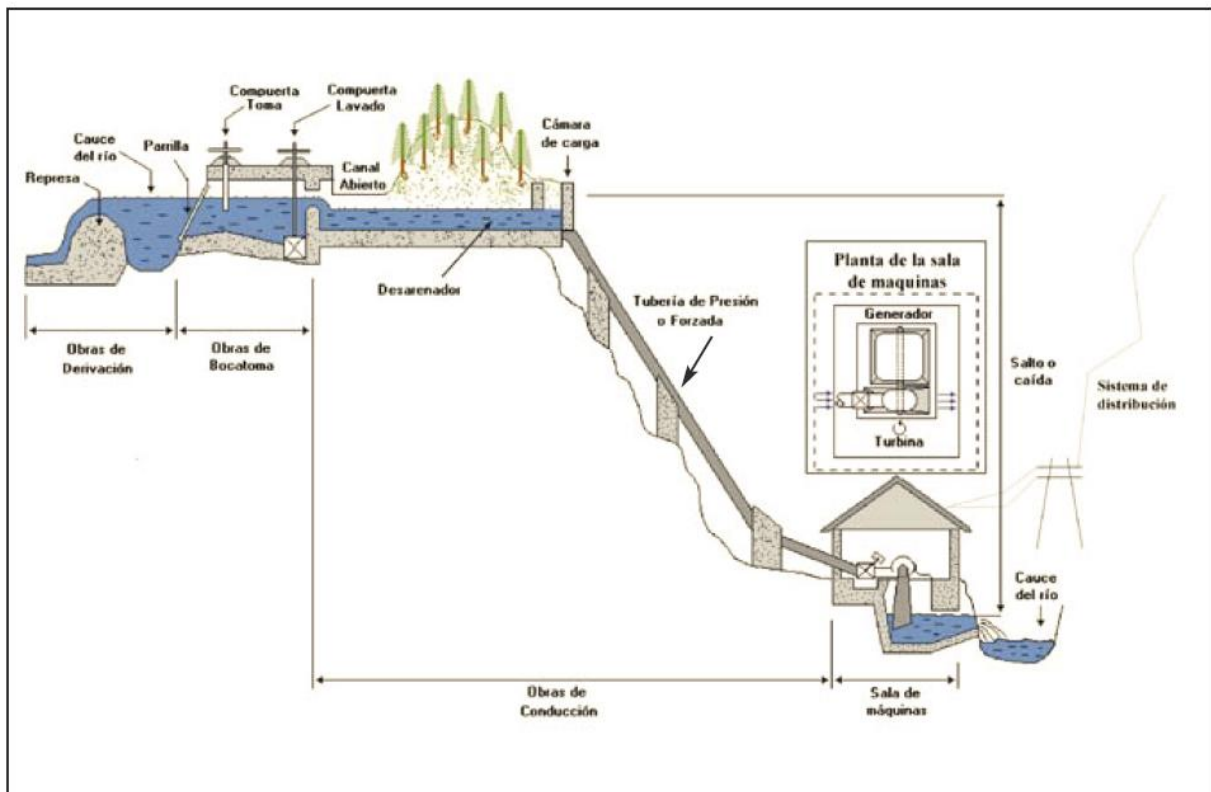 Compuerta
Toma
Compuerta
Lavado
Cauce
del río
Parrilla
Represa
Canal
Abierto
Cámara
de carga
Desarenador
Tubería de Presión
o Forzada
Planta de la sala
de maquinas
Generador
Turbina
Salto o
caída
Sistema de
distribución
Obras de
Derivación
Obras de
Bocatoma
Cauce
del río
Obras de
Conducción
Sala de
máquinas